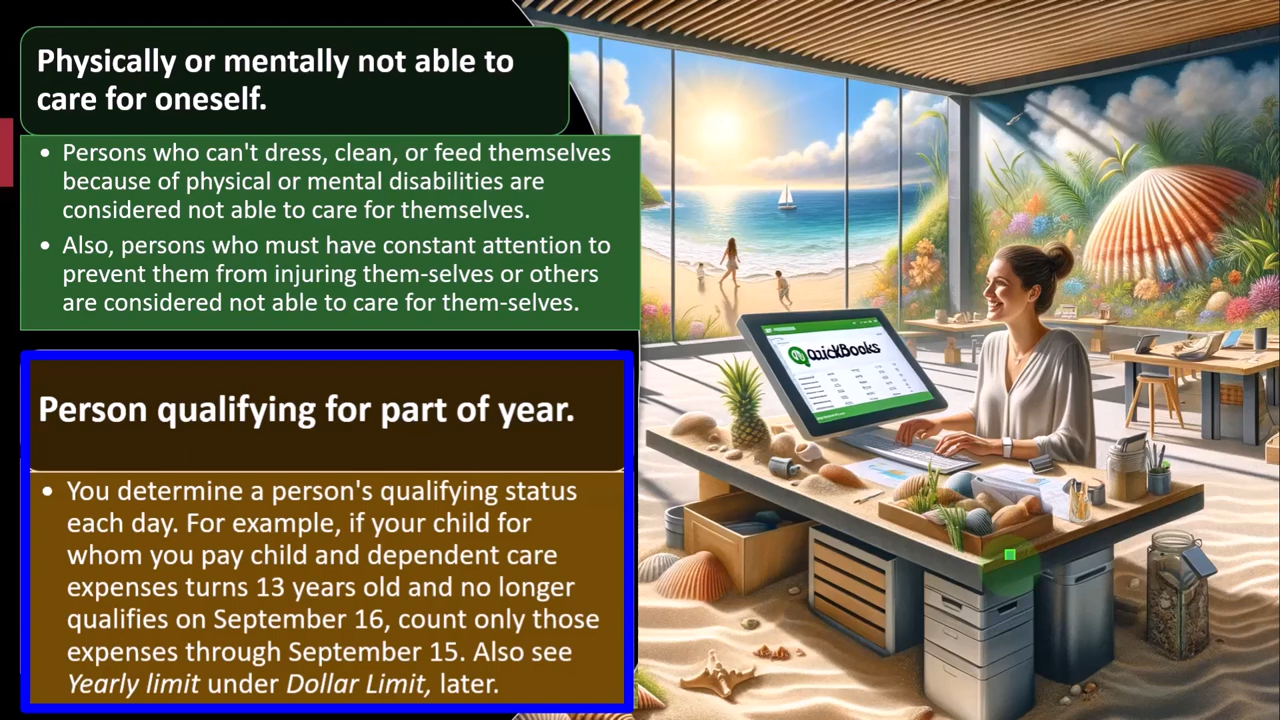 Physically or mentally not able to
care for oneself.
• Persons who can't dress, clean, or feed themselves
because of physical or mental disabilities are
considered not able to care for themselves.
• Also, persons who must have constant attention to
prevent them from injuring them-selves or others
are considered not able to care for them-selves.
Person qualifying for part of year.
• You determine a person's qualifying status
each day. For example, if your child for
whom you pay child and dependent care
expenses turns 13 years old and no longer
qualifies on September 16, count only those
expenses through September 15. Also see
Yearly limit under Dollar Limit, later.
QuickBooks